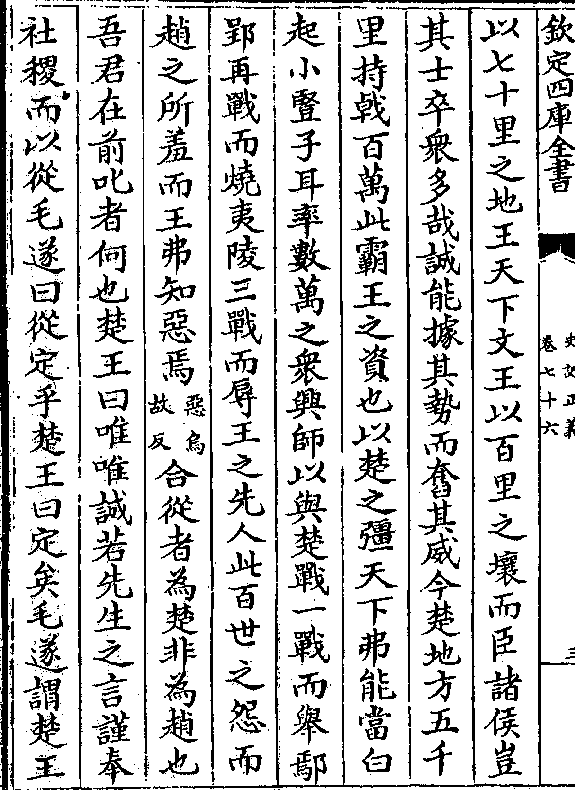 欽定四庫全書
史記正義
卷七十六
三
以七十里之地王天下文王以百里之壤而臣諸侯豈
其士卒衆多哉誠能據其勢而奮其威今楚地方五千
里持戟百萬此霸王之資也以楚之彊天下弗能當白
起小豎子耳率數萬之衆興師以與楚戰一戰而舉鄢
郢再戰而燒夷陵三戰而辱王之先人此百世之怨而
趙之所羞而王弗知惡焉惡烏故反合從者為楚非為趙也
吾君在前叱者何也楚王曰唯唯誠若先生之言謹奉
社稷而以從毛遂曰從定乎楚王曰定矣毛遂謂楚王